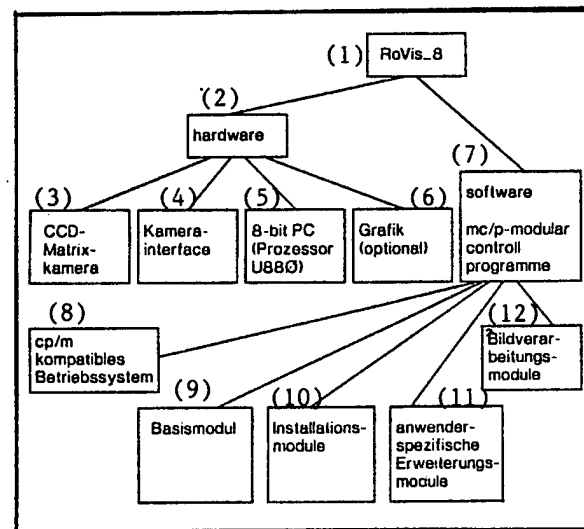 (1)
RoVis_8
(2)
hardware
(7)
software
mc/p-modular
controll
programme
(3)
CCD-
Matrix-
kamera
(4)
Kamera-
interface
(5)
8-bit PC
(Prozessor
U880)
(6)
Grafik
(optional)
(8)
cp/m
kompatibles
Betriebssystem
(12)
Bildverar-
beitungs-
module
(9)
Basismodul
(10)
Installations-
module
(11)
anwender-
spezifische
Erweiterungs-
module